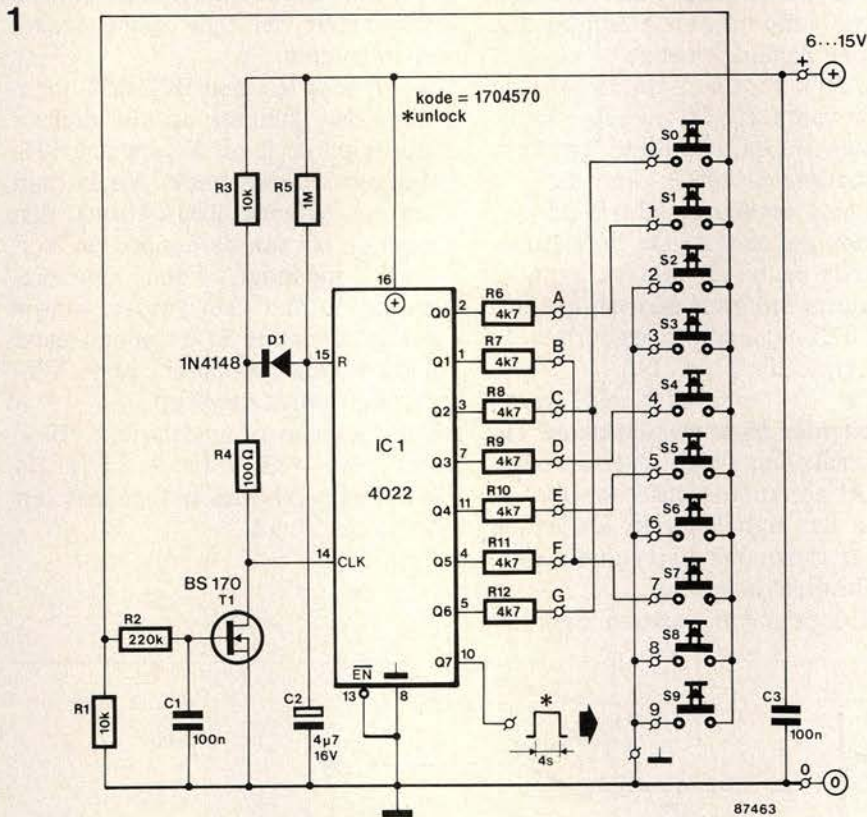 1
6...15V
+
kode = 1704570
*unlock
R3
10k
R5
1M
16
D1
1N4148
15
R
R4
100Ω
IC 1
4022
14
CLK
BS 170
T1
R2
220k
R1
10k
C1
100n
C2
4µ7
16V
EN
13
8
Q0 2 R6 4k7 A
Q1 1 R7 4k7 B
Q2 3 R8 4k7 C
Q3 7 R9 4k7 D
Q4 11 R10 4k7 E
Q5 4 R11 4k7 F
Q6 5 R12 4k7 G
Q7 10
*
4s
0 S0
1 S1
2 S2
3 S3
4 S4
5 S5
6 S6
7 S7
8 S8
9 S9
C3
100n
0
0
87463